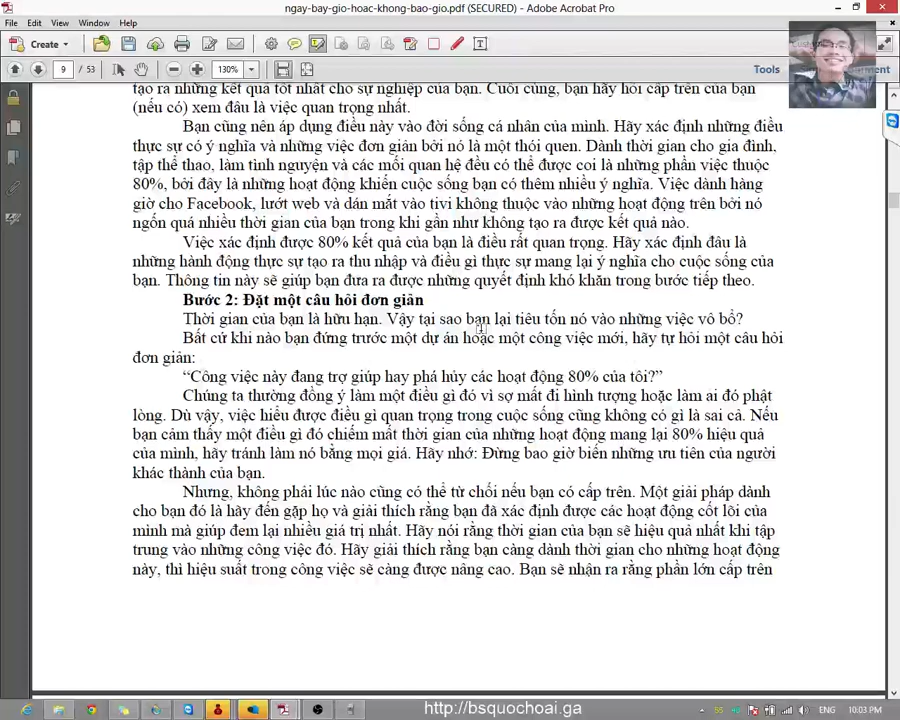 ngay-bay-gio-hoac-khong-bao-gio.pdf (SECURED) - Adobe Acrobat Pro
File Edit View Window Help
Create
9 / 53 130% Tools Comment
tạo ra những kết quả tốt nhất cho sự nghiệp của bạn. Cuối cùng, bạn hãy hỏi cấp trên của bạn
(nếu có) xem đâu là việc quan trọng nhất.
Bạn cũng nên áp dụng điều này vào đời sống cá nhân của mình. Hãy xác định những điều
thực sự có ý nghĩa và những việc đơn giản bởi nó là một thói quen. Dành thời gian cho gia đình,
tập thể thao, làm tình nguyện và các mối quan hệ đều có thể được coi là những phần việc thuộc
80%, bởi đây là những hoạt động khiến cuộc sống bạn có thêm nhiều ý nghĩa. Việc dành hàng
giờ cho Facebook, lướt web và dán mắt vào tivi không thuộc vào những hoạt động trên bởi nó
ngốn quá nhiều thời gian của bạn trong khi gần như không tạo ra được kết quả nào.
Việc xác định được 80% kết quả của bạn là điều rất quan trọng. Hãy xác định đâu là
những hành động thực sự tạo ra thu nhập và điều gì thực sự mang lại ý nghĩa cho cuộc sống của
bạn. Thông tin này sẽ giúp bạn đưa ra được những quyết định khó khăn trong bước tiếp theo.
Bước 2: Đặt một câu hỏi đơn giản
Thời gian của bạn là hữu hạn. Vậy tại sao bạn lại tiêu tốn nó vào những việc vô bổ?
Bất cứ khi nào bạn đứng trước một dự án hoặc một công việc mới, hãy tự hỏi một câu hỏi
đơn giản:
“Công việc này đang trợ giúp hay phá hủy các hoạt động 80% của tôi?”
Chúng ta thường đồng ý làm một điều gì đó vì sợ mất đi hình tượng hoặc làm ai đó phật
lòng. Dù vậy, việc hiểu được điều gì quan trọng trong cuộc sống cũng không có gì là sai cả. Nếu
bạn cảm thấy một điều gì đó chiếm mất thời gian của những hoạt động mang lại 80% hiệu quả
của mình, hãy tránh làm nó bằng mọi giá. Hãy nhớ: Đừng bao giờ biến những ưu tiên của người
khác thành của bạn.
Nhưng, không phải lúc nào cũng có thể từ chối nếu bạn có cấp trên. Một giải pháp dành
cho bạn đó là hãy đến gặp họ và giải thích rằng bạn đã xác định được các hoạt động cốt lõi của
mình mà giúp đem lại nhiều giá trị nhất. Hãy nói rằng thời gian của bạn sẽ hiệu quả nhất khi tập
trung vào những công việc đó. Hãy giải thích rằng bạn càng dành thời gian cho những hoạt động
này, thì hiệu suất trong công việc sẽ càng được nâng cao. Bạn sẽ nhận ra rằng phần lớn cấp trên
http://bsquochoai.ga
ENG 10:03 PM